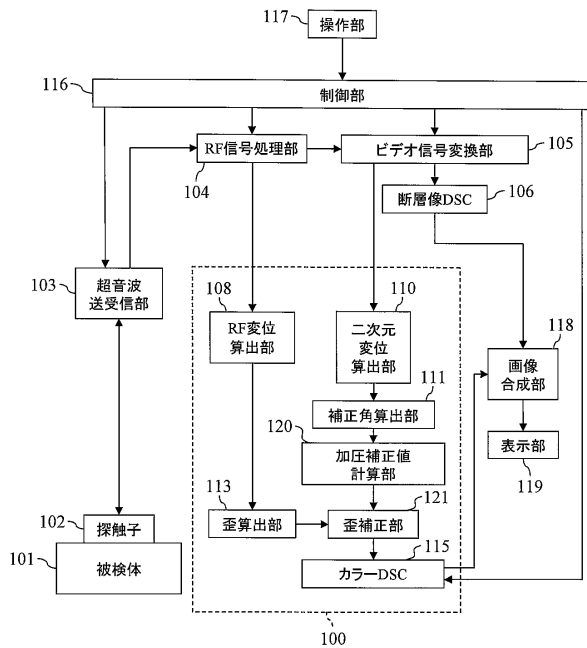 117
操作部
116
制御部
RF信号処理部
104
ビデオ信号変換部
105
断層像DSC
106
103
超音波
送受信部
108
RF変位
算出部
110
二次元
変位
算出部
118
画像
合成部
111
補正角算出部
120
加圧補正値
計算部
表示部
119
113
歪算出部
121
歪補正部
102
探触子
101
被検体
115
カラーDSC
100